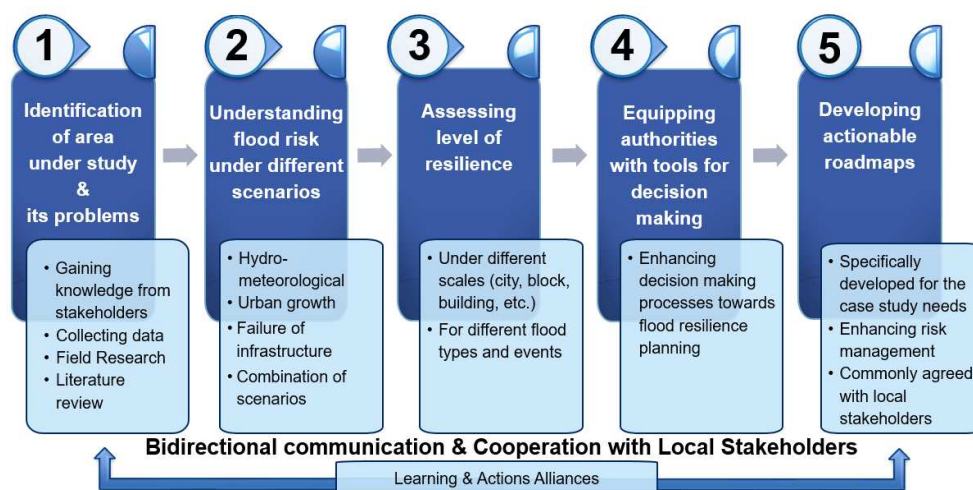 1
Identification
of area
under study
&
its problems
• Gaining
knowledge from
stakeholders
• Collecting data
• Field Research
• Literature
review
2
Understanding
flood risk
under different
scenarios
• Hydro-
meteorological
• Urban growth
• Failure of
infrastructure
• Combination of
scenarios
3
Assessing
level of
resilience
• Under different
scales (city, block,
building, etc.)
• For different flood
types and events
4
Equipping
authorities
with tools for
decision
making
• Enhancing
decision making
processes towards
flood resilience
planning
5
Developing
actionable
roadmaps
• Specifically
developed for the
case study needs
• Enhancing risk
management
• Commonly agreed
with local
stakeholders
Bidirectional communication & Cooperation with Local Stakeholders
Learning & Actions Alliances